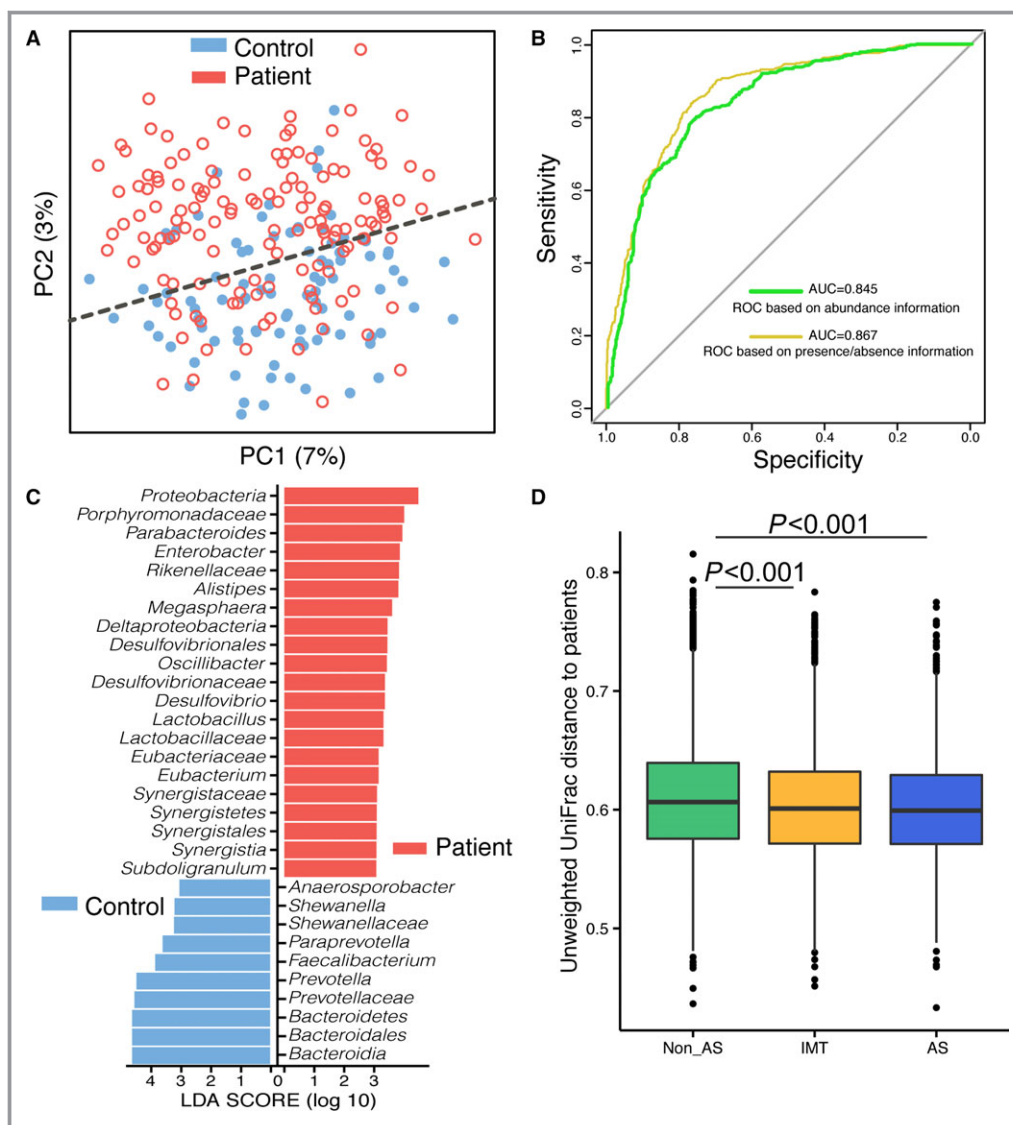 A
Control
Patient
PC2 (3%)
PC1 (7%)
B
Sensitivity
1.0
0.8
0.6
0.4
0.2
0.0
AUC=0.845
ROC based on abundance information
AUC=0.867
ROC based on presence/absence information
1.0 0.8 0.6 0.4 0.2 0.0
Specificity
C
Proteobacteria
Porphyromonadaceae
Parabacteroides
Enterobacter
Rikenellaceae
Alistipes
Megasphaera
Deltaproteobacteria
Desulfovibrionales
Oscillibacter
Desulfovibrionaceae
Desulfovibrio
Lactobacillus
Lactobacillaceae
Eubacteriaceae
Eubacterium
Synergistaceae
Synergistetes
Synergistales
Synergistia
Subdoligranulum
Patient
Control
Anaerosporobacter
Shewanella
Shewanellaceae
Paraprevotella
Faecalibacterium
Prevotella
Prevotellaceae
Bacteroidetes
Bacteroidales
Bacteroidia
4 3 2 1 0 0 1 2 3
LDA SCORE (log 10)
D
Unweighted UniFrac distance to patients
P<0.001
P<0.001
0.8
0.7
0.6
0.5
Non_AS IMT AS